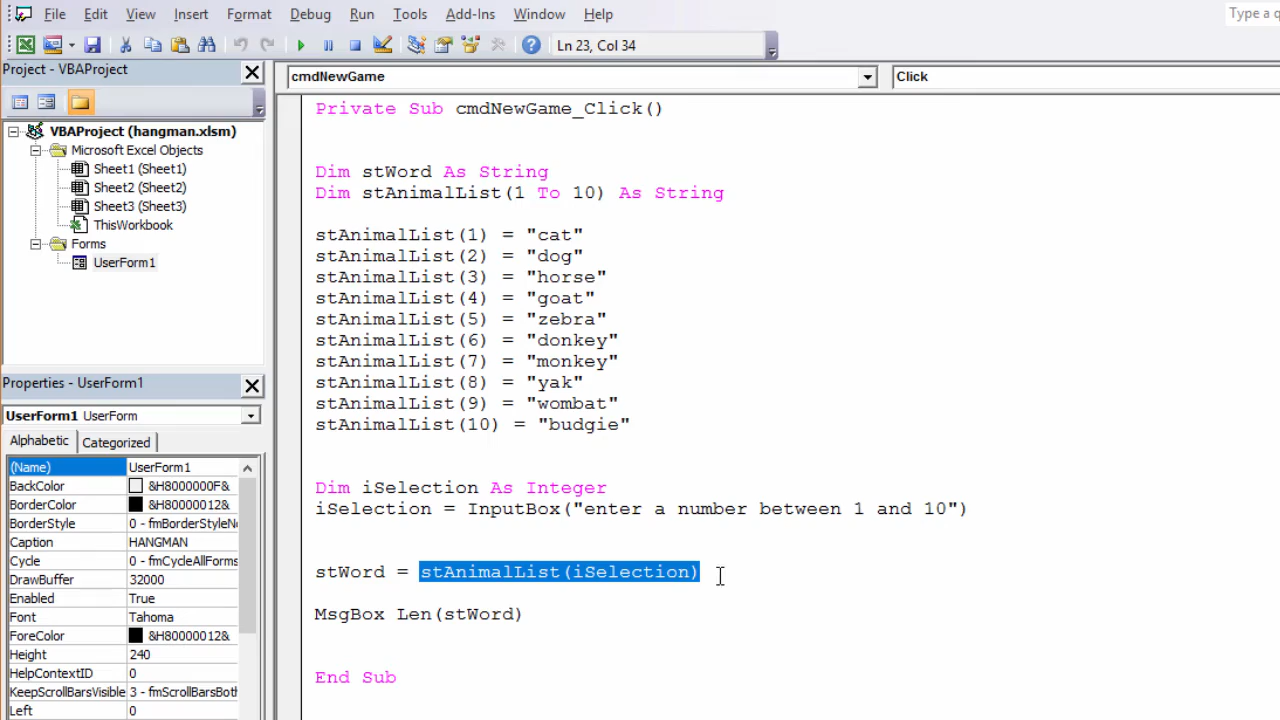 File Edit View Insert Format Debug Run Tools Add-Ins Window Help
Type a q
Ln 23, Col 34
Project - VBAProject
VBAProject (hangman.xlsm)
Microsoft Excel Objects
Sheet1 (Sheet1)
Sheet2 (Sheet2)
Sheet3 (Sheet3)
ThisWorkbook
Forms
UserForm1
Properties - UserForm1
UserForm1 UserForm
Alphabetic Categorized
(Name) UserForm1
BackColor &H8000000F&
BorderColor &H80000012&
BorderStyle 0 - fmBorderStyleNo
Caption HANGMAN
Cycle 0 - fmCycleAllForms
DrawBuffer 32000
Enabled True
Font Tahoma
ForeColor &H80000012&
Height 240
HelpContextID 0
KeepScrollBarsVisible 3 - fmScrollBarsBoth
Left 0
cmdNewGame Click
Private Sub cmdNewGame_Click()
Dim stWord As String
Dim stAnimalList(1 To 10) As String
stAnimalList(1) = "cat"
stAnimalList(2) = "dog"
stAnimalList(3) = "horse"
stAnimalList(4) = "goat"
stAnimalList(5) = "zebra"
stAnimalList(6) = "donkey"
stAnimalList(7) = "monkey"
stAnimalList(8) = "yak"
stAnimalList(9) = "wombat"
stAnimalList(10) = "budgie"
Dim iSelection As Integer
iSelection = InputBox("enter a number between 1 and 10")
stWord = stAnimalList(iSelection)
MsgBox Len(stWord)
End Sub